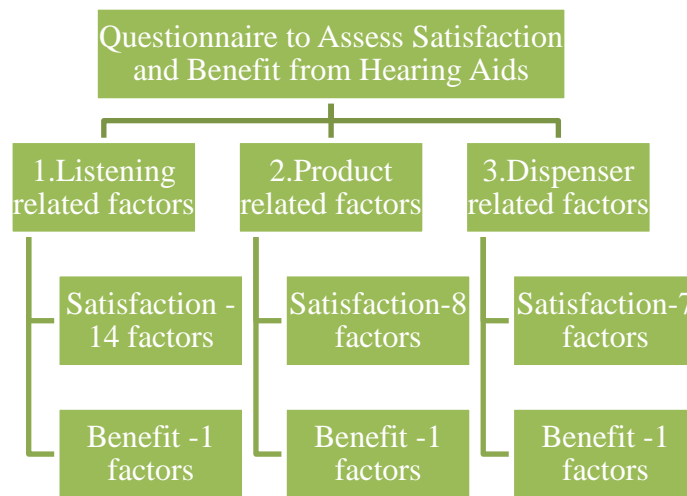 Questionnaire to Assess Satisfaction
and Benefit from Hearing Aids
1.Listening
related factors
2.Product
related factors
3.Dispenser
related factors
Satisfaction -
14 factors
Satisfaction-8
factors
Satisfaction-7
factors
Benefit -1
factors
Benefit -1
factors
Benefit -1
factors